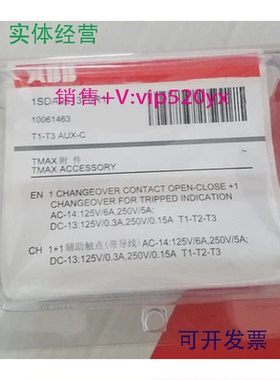 实体经营
ABB
销售+V:vip520yx
10061463
T1-T3 AUX-C
TMAX 附 件
TMAX ACCESSORY
EN 1 CHANGEOVER CONTACT OPEN-CLOSE +1
CHANGEOVER FOR TRIPPED INDICATION
AC-14:125V/6A,250V/5A;
DC-13:125V/0.3A,250V/0.15A T1-T2-T3
CH 1+1 辅助触点(带导线) AC-14:125V/6A,250V/5A;
DC-13:125V/0.3A,250V/0.15A T1-T2-T3
可开发票